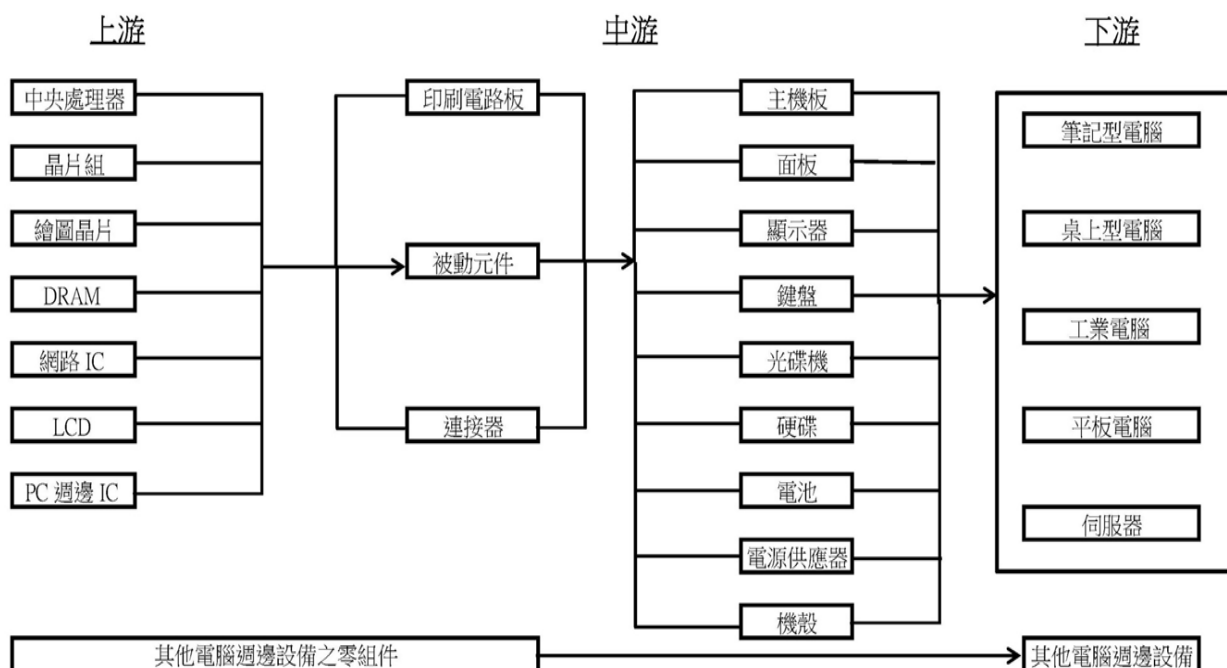 上游
中游
下游
中央處理器
晶片組
繪圖晶片
DRAM
網路 IC
LCD
PC 週邊 IC
印刷電路板
被動元件
連接器
主機板
面板
顯示器
鍵盤
光碟機
硬碟
電池
電源供應器
機殼
筆記型電腦
桌上型電腦
工業電腦
平板電腦
伺服器
其他電腦週邊設備之零組件
其他電腦週邊設備